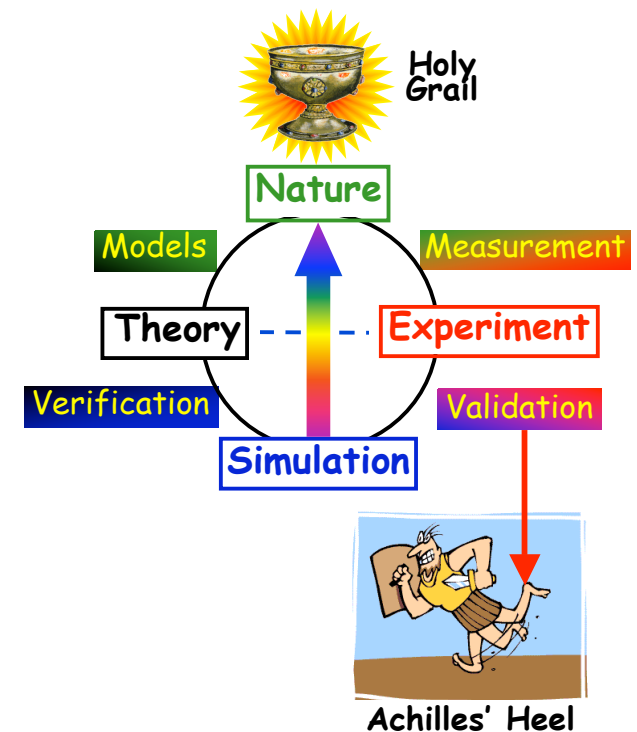 Holy
Grail
Nature
Models
Measurement
Theory
Experiment
Verification
Validation
Simulation
Achilles' Heel